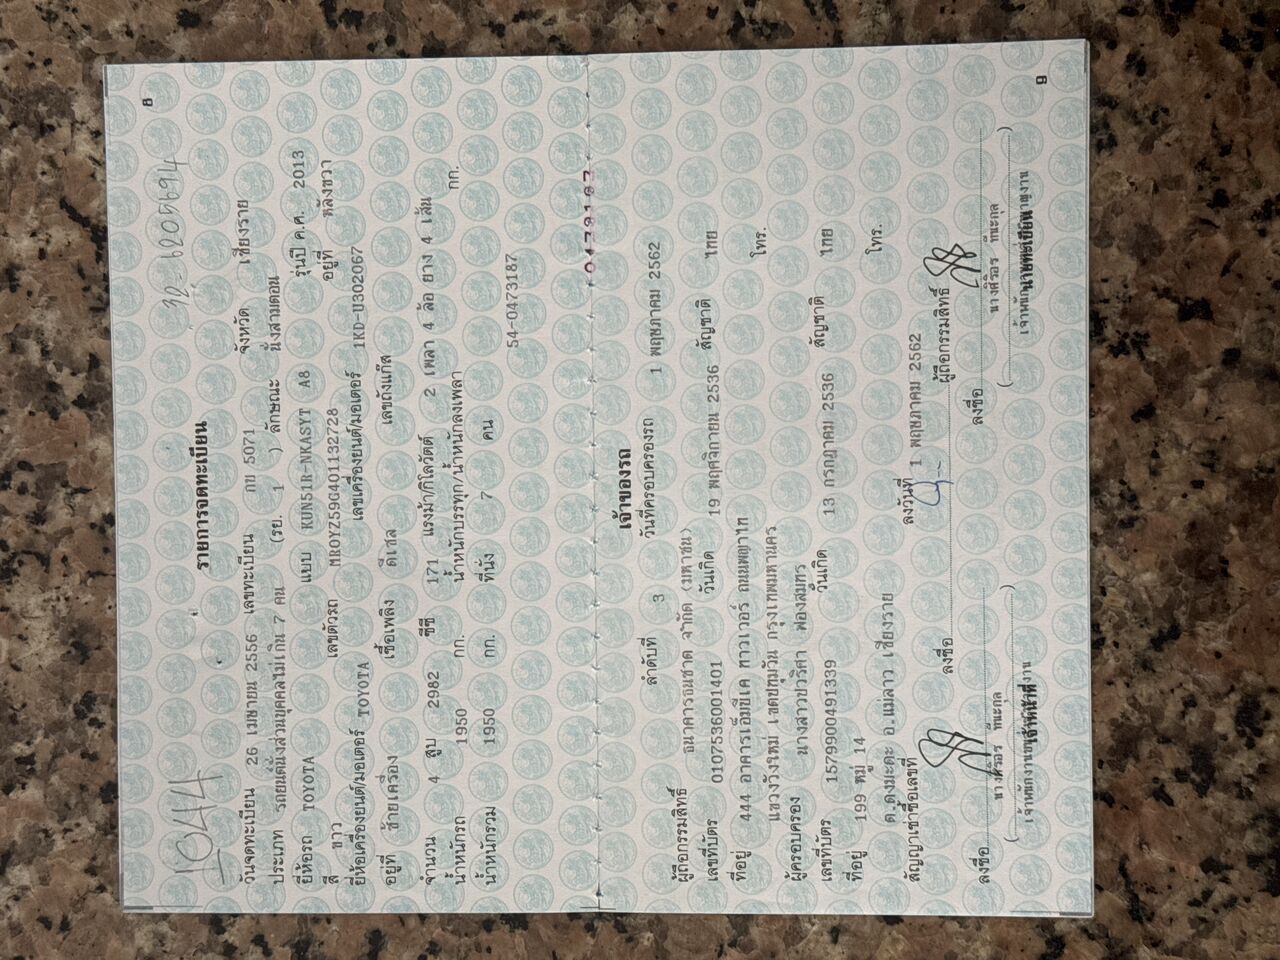 8
1044
30-6205694
รายการจดทะเบียน
วันจดทะเบียน 26 เมษายน 2556 เลขทะเบียน กบ 5071 จังหวัด เชียงราย
ประเภท รถยนต์นั่งส่วนบุคคลไม่เกิน 7 คน (รย. 1 ) ลักษณะ นั่งสามตอน
ยี่ห้อรถ TOYOTA แบบ KUN51R-NKASYT A8 รุ่นปี ค.ศ. 2013
สี ขาว เลขตัวรถ MR0YZ59G401132728 อยู่ที่ หลังขวา
ยี่ห้อเครื่องยนต์/มอเตอร์ TOYOTA เลขเครื่องยนต์/มอเตอร์ 1KD-U302067
อยู่ที่ ซ้ายเครื่อง เชื้อเพลิง ดีเซล เลขถังแก๊ส
จำนวน 4 สูบ 2982 ซีซี 171 แรงม้า/กิโลวัตต์ 2 เพลา 4 ล้อ ยาง 4 เส้น
น้ำหนักรถ 1950 กก. น้ำหนักบรรทุก/น้ำหนักลงเพลา กก.
น้ำหนักรวม 1950 กก. ที่นั่ง 7 คน
54-0473187
0473187
เจ้าของรถ
ลำดับที่ 3 วันที่ครอบครองรถ 1 พฤษภาคม 2562
ผู้ถือกรรมสิทธิ์ ธนาคารธนชาต จำกัด (มหาชน)
เลขที่บัตร 0107536001401 วันเกิด 19 พฤศจิกายน 2536 สัญชาติ ไทย
ที่อยู่ 444 อาคารเอ็มบีเค ทาวเวอร์ ถนนพญาไท โทร.
แขวงวังใหม่ เขตปทุมวัน กรุงเทพมหานคร
ผู้ครอบครอง นางสาวปวริศา ฟองสมุทร
เลขที่บัตร 1579900491339 วันเกิด 13 กรกฎาคม 2536 สัญชาติ ไทย
ที่อยู่ 199 หมู่ 14 โทร.
ต.ดงมะดะ อ.แม่ลาว เชียงราย
สัญญาเช่าซื้อเลขที่ ลงวันที่ 1 พฤษภาคม 2562
ลงชื่อ ผู้ถือกรรมสิทธิ์
ลงชื่อ ลงชื่อ
( ) ( )
เจ้าหน้าที่ นายทะเบียน
9